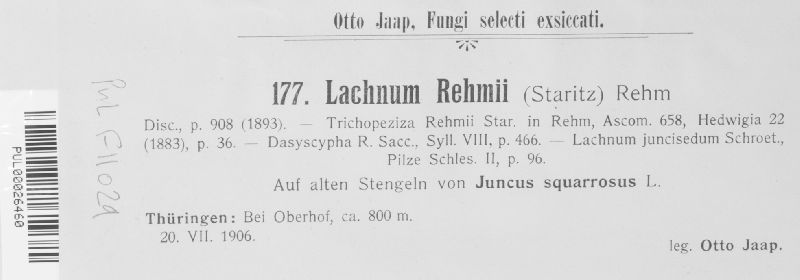 Otto Jaap, Fungi selecti exsiccati.
177. Lachnum Rehmii (Staritz) Rehm
Disc., p. 908 (1893). — Trichopeziza Rehmii Star. in Rehm, Ascom. 658, Hedwigia 22
(1883), p. 36. — Dasyscypha R. Sacc., Syll. VIII, p. 466. — Lachnum juncisedum Schroet.,
Pilze Schles. II, p. 96.
Auf alten Stengeln von Juncus squarrosus L.
Thüringen: Bei Oberhof, ca. 800 m.
20. VII. 1906.
leg. Otto Jaap.
PUL F11029
PUL00026460